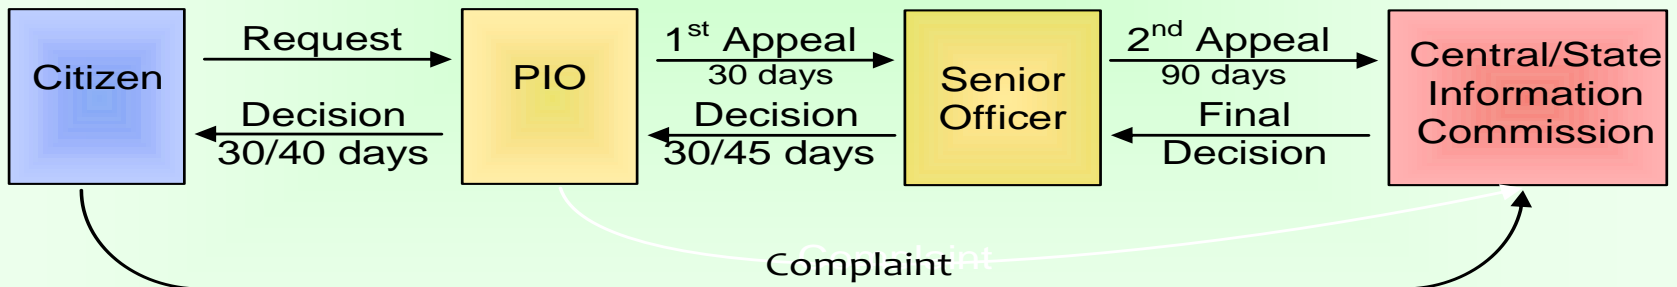 Citizen
Request
Decision
30/40 days
PIO
1st Appeal
30 days
Decision
30/45 days
Senior
Officer
2nd Appeal
90 days
Final
Decision
Central/State
Information
Commission
Complaint
Complaint